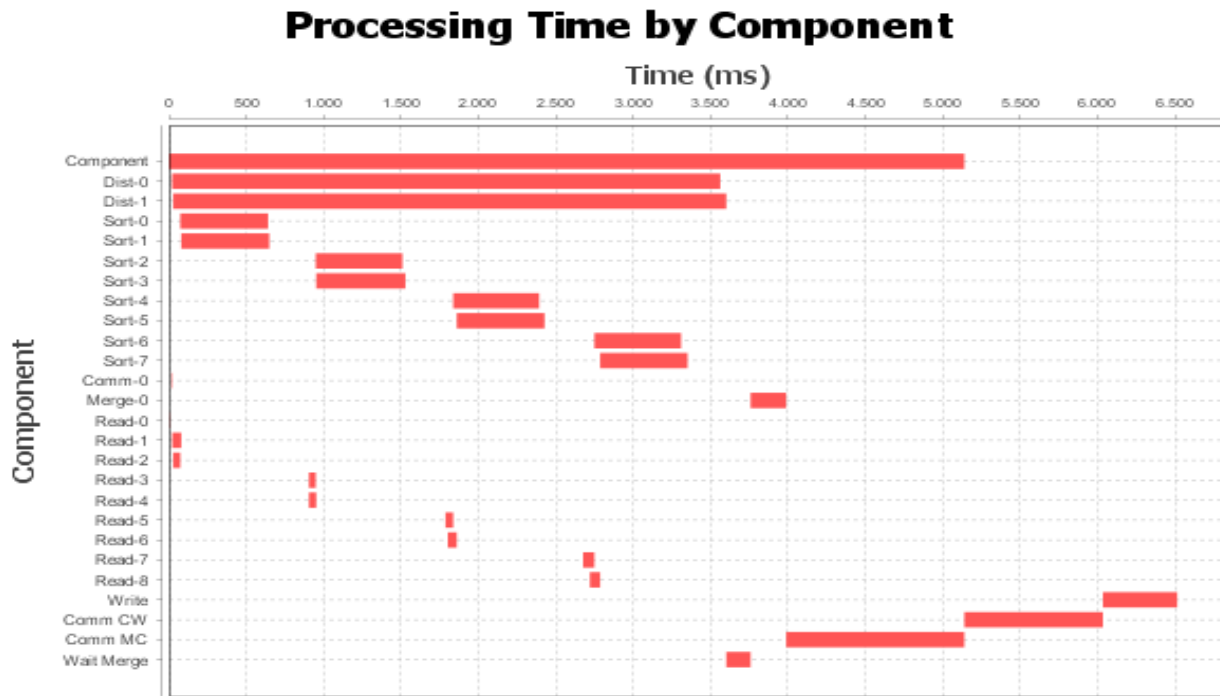 Processing Time by Component
Time (ms)
0 500 1.000 1.500 2.000 2.500 3.000 3.500 4.000 4.500 5.000 5.500 6.000 6.500
Component
Component
Dist-0
Dist-1
Sort-0
Sort-1
Sort-2
Sort-3
Sort-4
Sort-5
Sort-6
Sort-7
Comm-0
Merge-0
Read-0
Read-1
Read-2
Read-3
Read-4
Read-5
Read-6
Read-7
Read-8
Write
Comm CW
Comm MC
Wait Merge